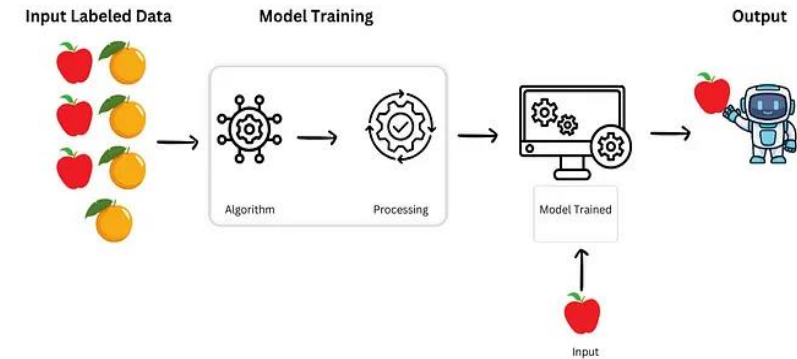 Input Labeled Data
Model Training
Output
Algorithm
Processing
Model Trained
Input